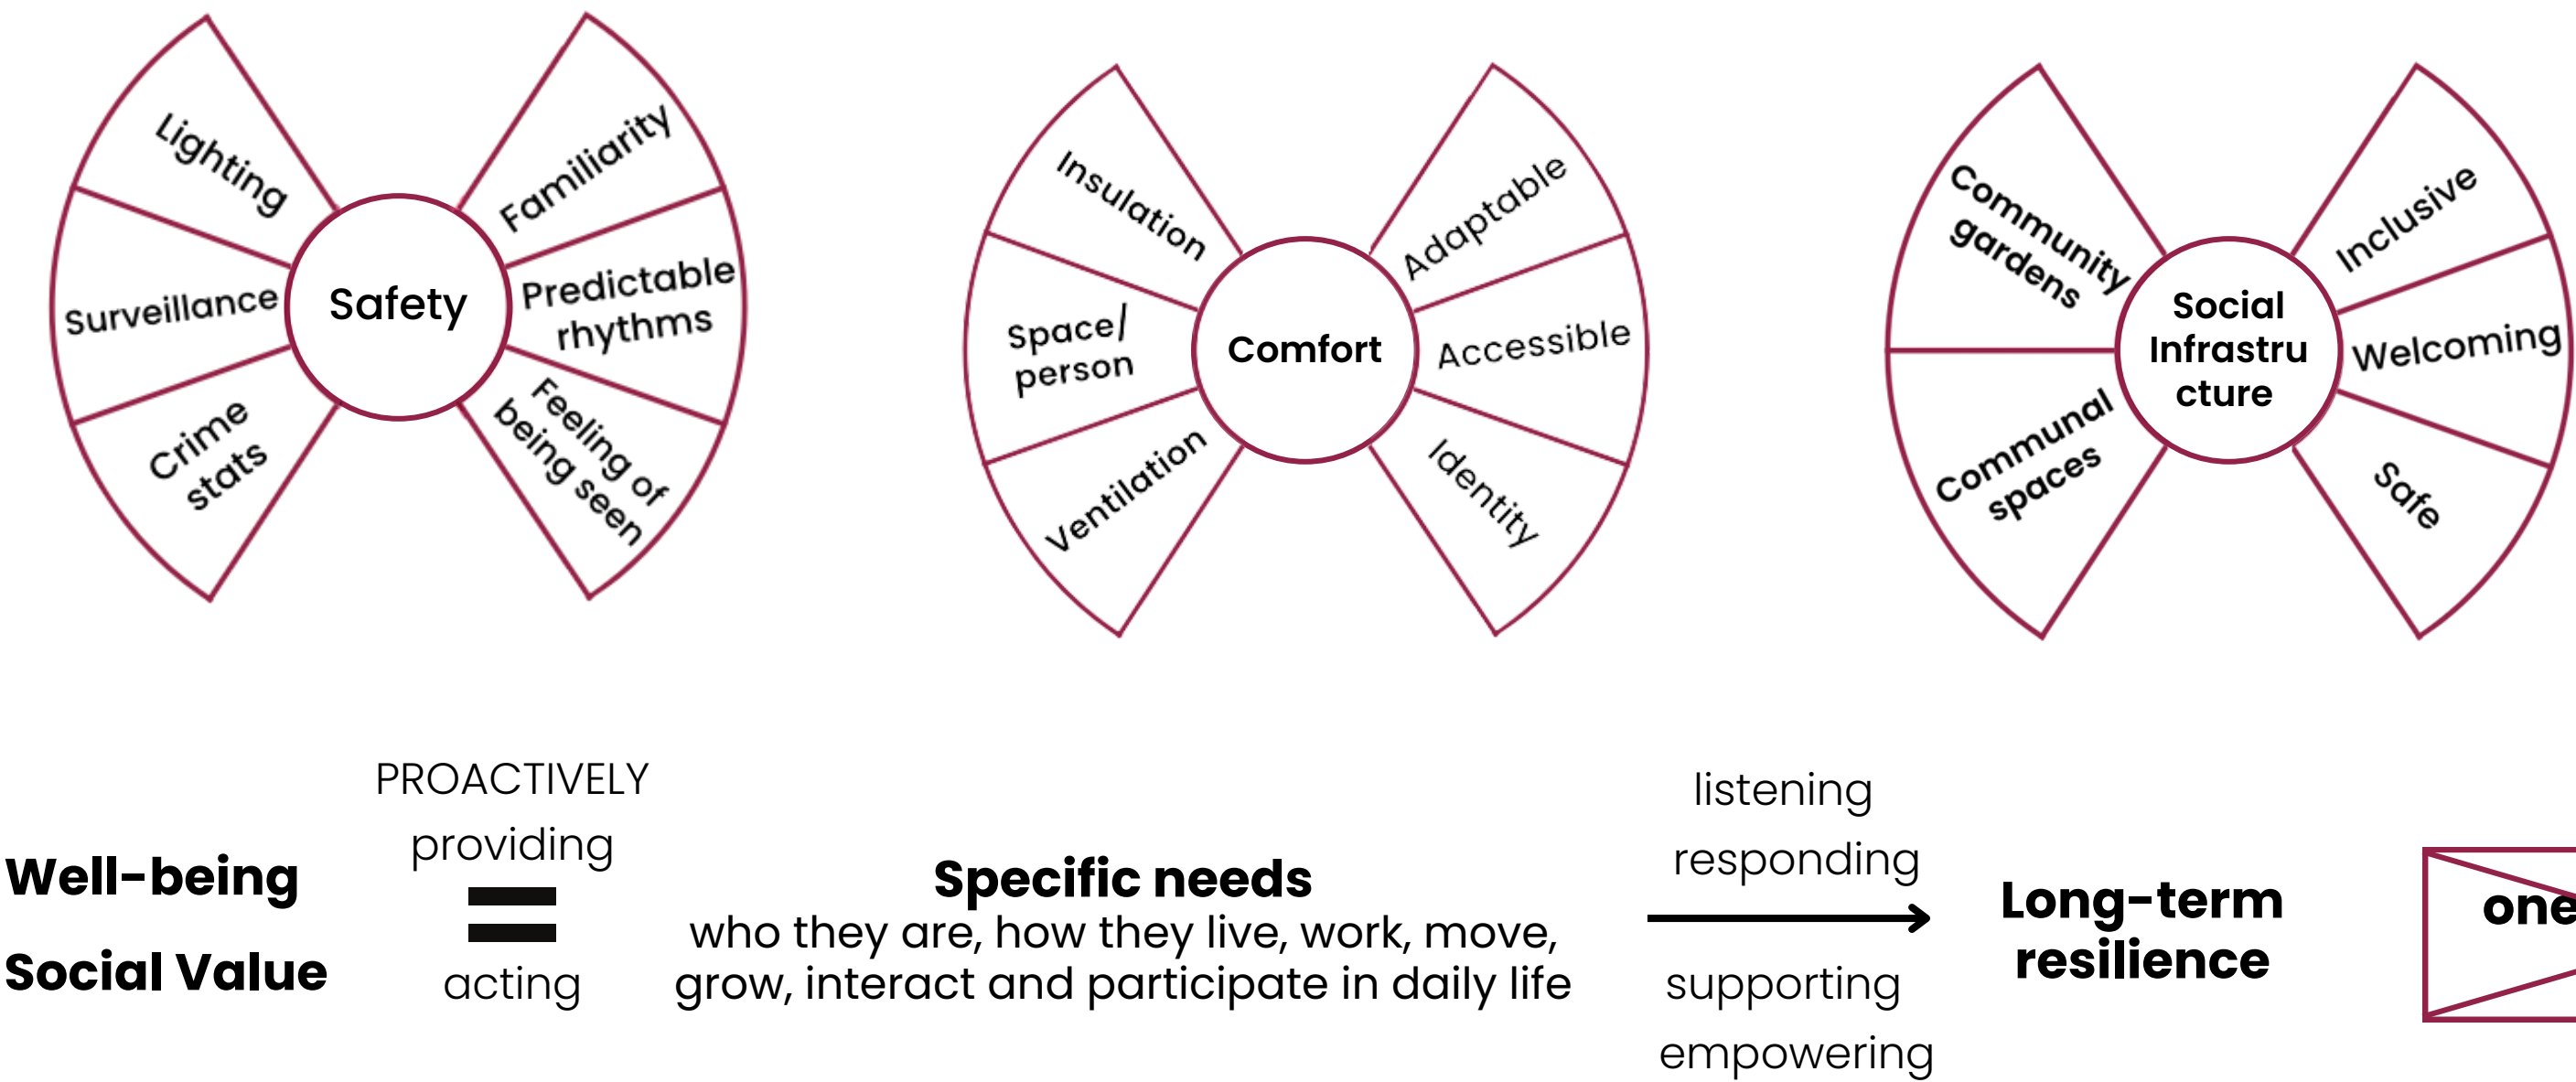 Lighting
Surveillance
Crime
stats
Safety
Familiarity
Predictable
rhythms
Feeling of
being seen
Insulation
Space/
person
Ventilation
Comfort
Adaptable
Accessible
Identity
Community
gardens
Communal
spaces
Social
Infrastru
cture
Inclusive
Welcoming
Safe
Well-being
Social Value
PROACTIVELY
providing
=
acting
Specific needs
who they are, how they live, work, move,
grow, interact and participate in daily life
listening
responding
supporting
empowering
Long-term
resilience
one